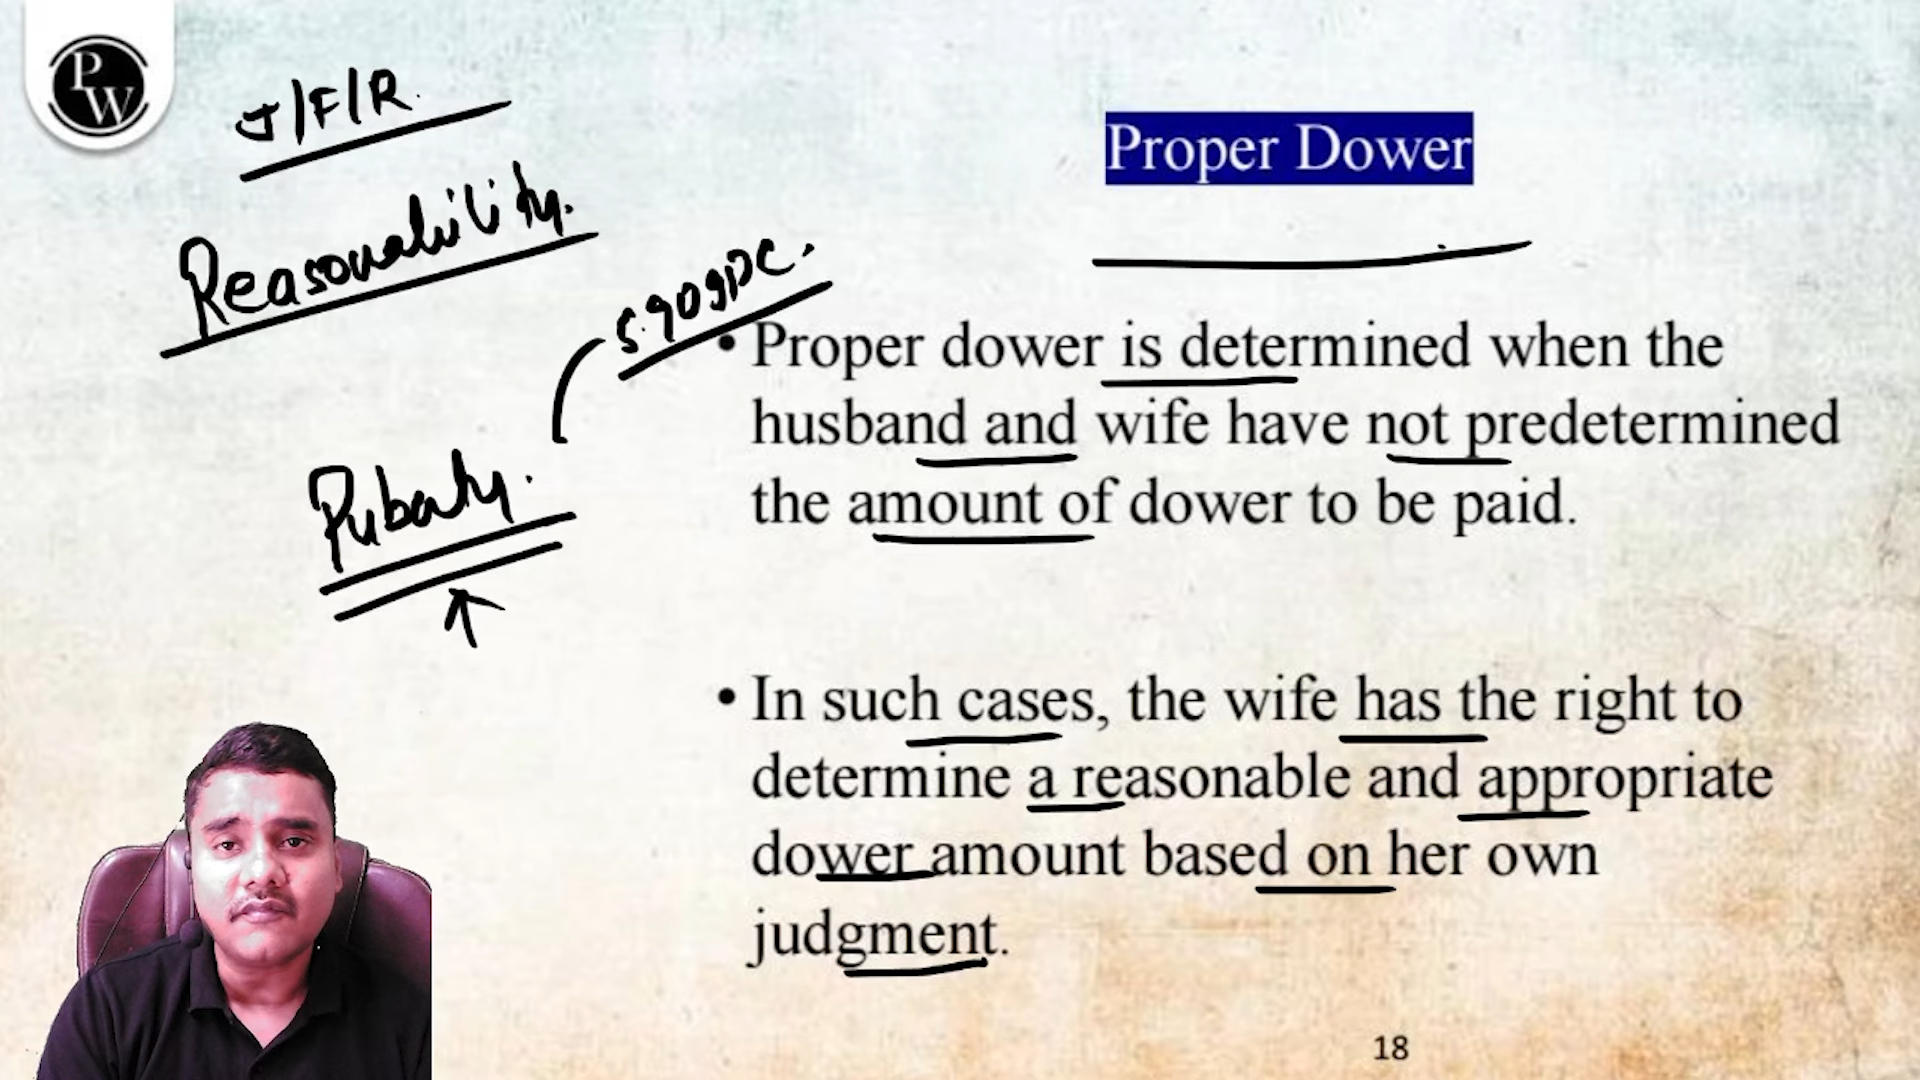 PW
J/F/R.
Reasonability.
S.90 IPC.
Puberty.
Proper Dower
• Proper dower is determined when the
husband and wife have not predetermined
the amount of dower to be paid.
• In such cases, the wife has the right to
determine a reasonable and appropriate
dower amount based on her own
judgment.
18